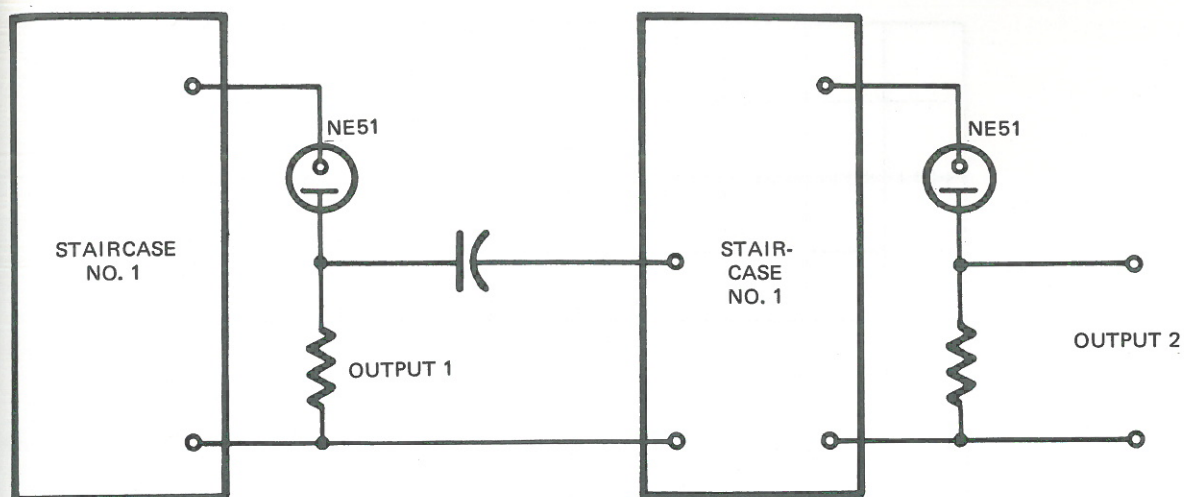 STAIRCASE
NO. 1
NE51
OUTPUT 1
STAIR-
CASE
NO. 1
NE51
OUTPUT 2